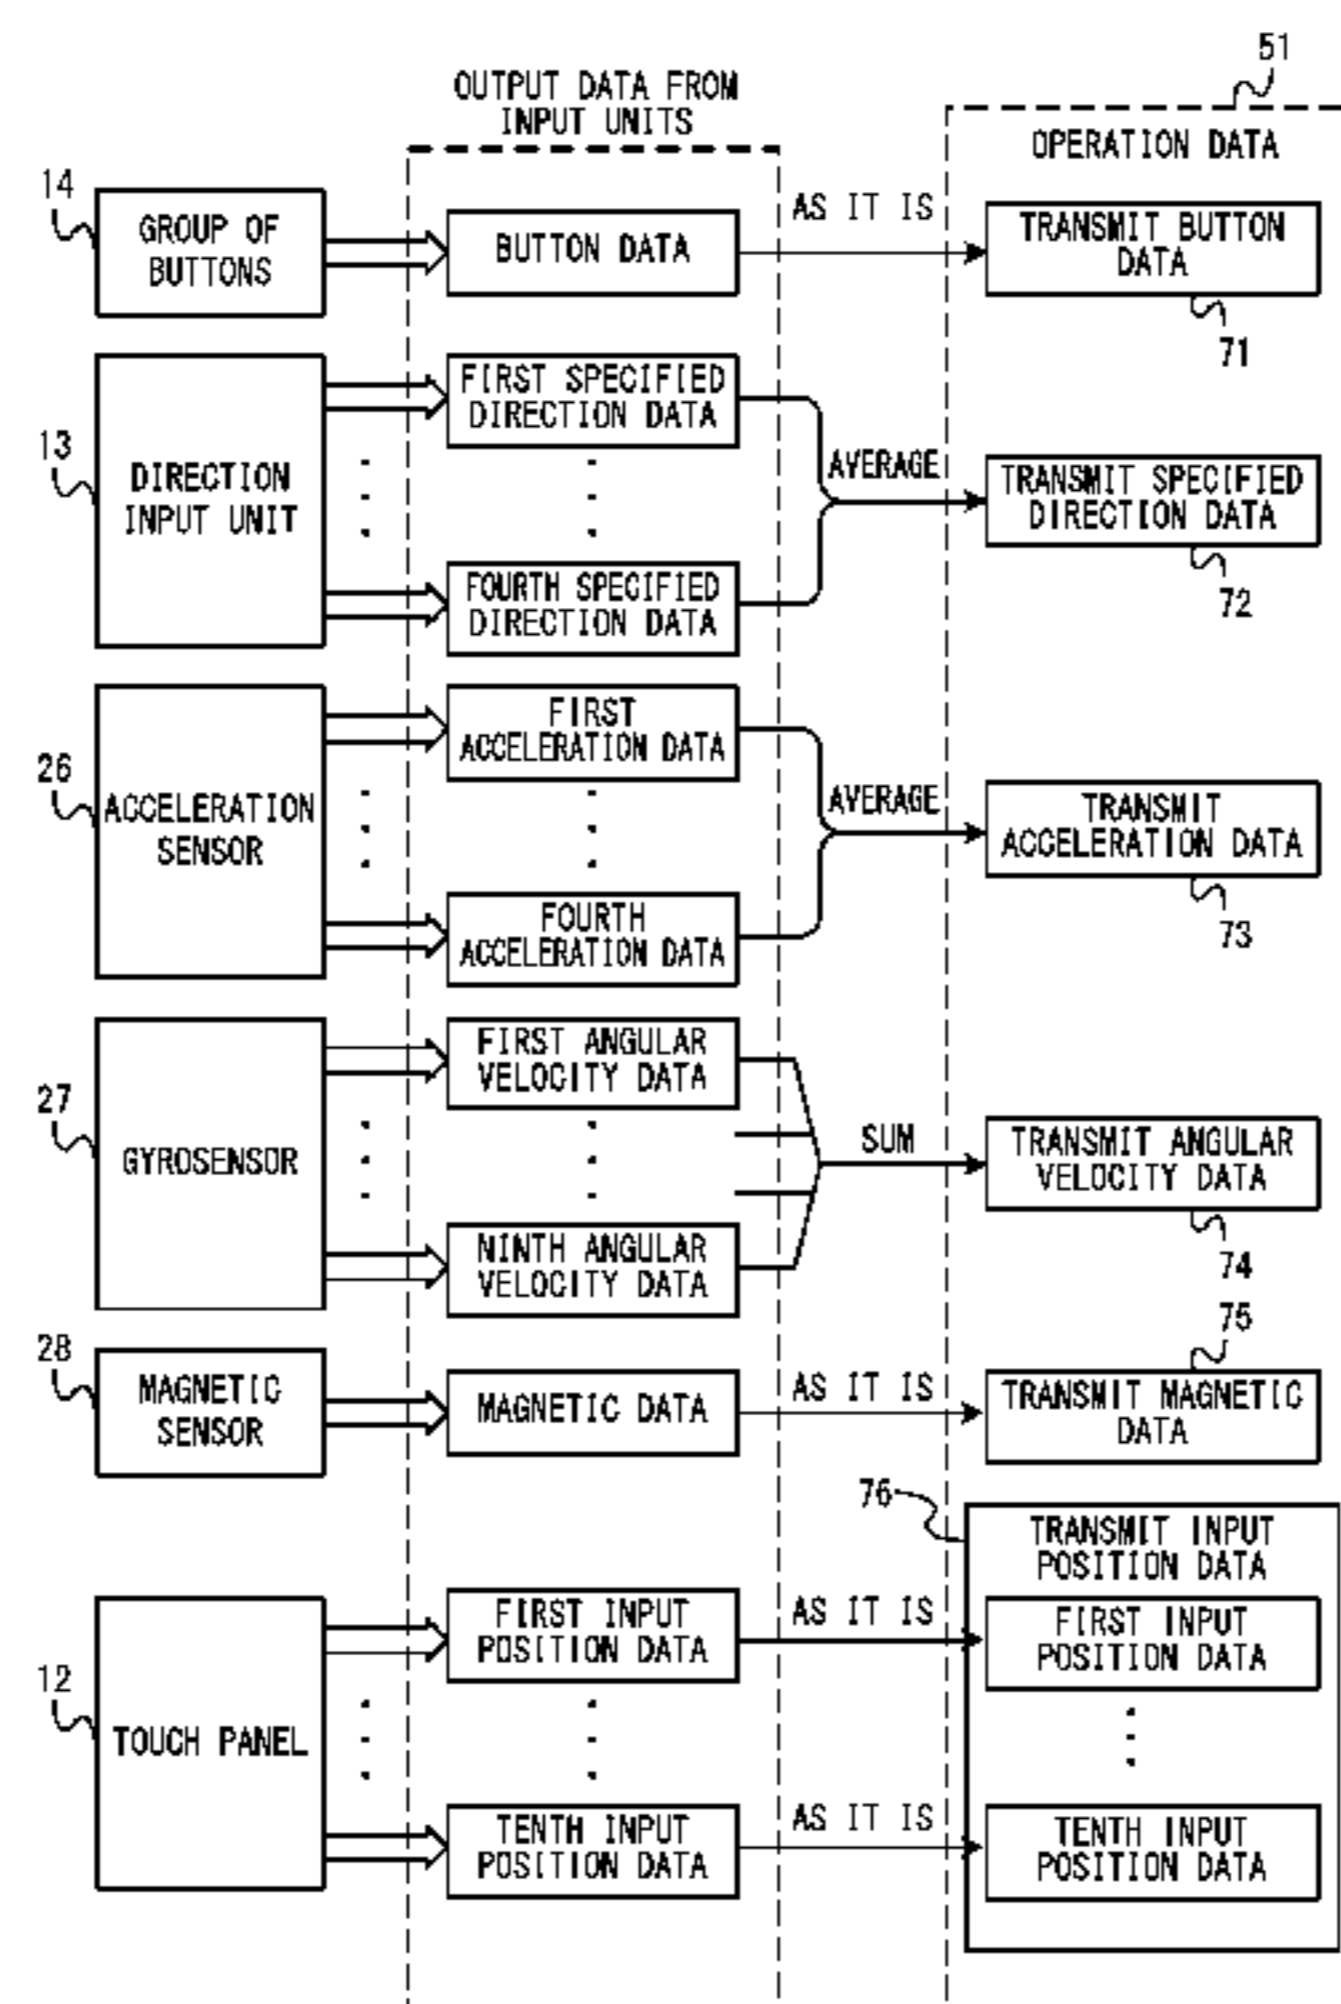 51
OUTPUT DATA FROM
INPUT UNITS
OPERATION DATA
14
GROUP OF
BUTTONS
BUTTON DATA
AS IT IS
TRANSMIT BUTTON
DATA
71
13
DIRECTION
INPUT UNIT
FIRST SPECIFIED
DIRECTION DATA
FOURTH SPECIFIED
DIRECTION DATA
AVERAGE
TRANSMIT SPECIFIED
DIRECTION DATA
72
26
ACCELERATION
SENSOR
FIRST
ACCELERATION DATA
FOURTH
ACCELERATION DATA
AVERAGE
TRANSMIT
ACCELERATION DATA
73
27
GYROSENSOR
FIRST ANGULAR
VELOCITY DATA
NINTH ANGULAR
VELOCITY DATA
SUM
TRANSMIT ANGULAR
VELOCITY DATA
74
28
MAGNETIC
SENSOR
MAGNETIC DATA
AS IT IS
75
TRANSMIT MAGNETIC
DATA
76
TRANSMIT INPUT
POSITION DATA
12
TOUCH PANEL
FIRST INPUT
POSITION DATA
AS IT IS
FIRST INPUT
POSITION DATA
TENTH INPUT
POSITION DATA
AS IT IS
TENTH INPUT
POSITION DATA